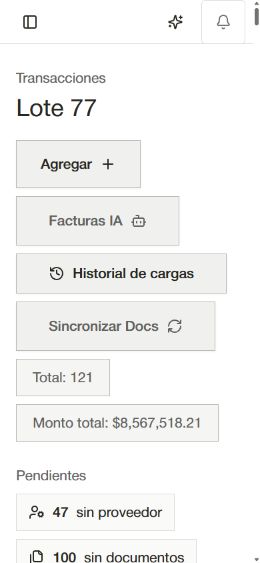 Transacciones
Lote 77
Agregar
Facturas IA
Historial de cargas
Sincronizar Docs
Total: 121
Monto total: $8,567,518.21
Pendientes
47 sin proveedor
100 sin documentos